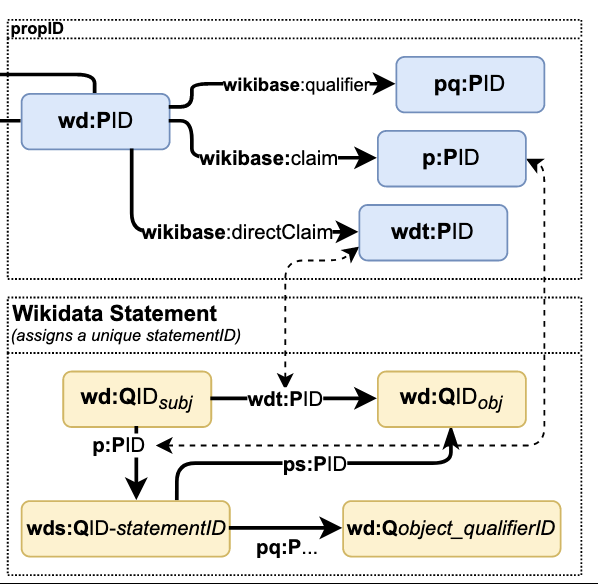 propID
wikibase:qualifier
pq:PID
wd:PID
wikibase:claim
p:PID
wikibase:directClaim
wdt:PID
Wikidata Statement
(assigns a unique statementID)
wd:QIDsubj
wdt:PID
wd:QIDobj
p:PID
ps:PID
wds:QID-statementID
pq:P...
wd:Qobject_qualifierID